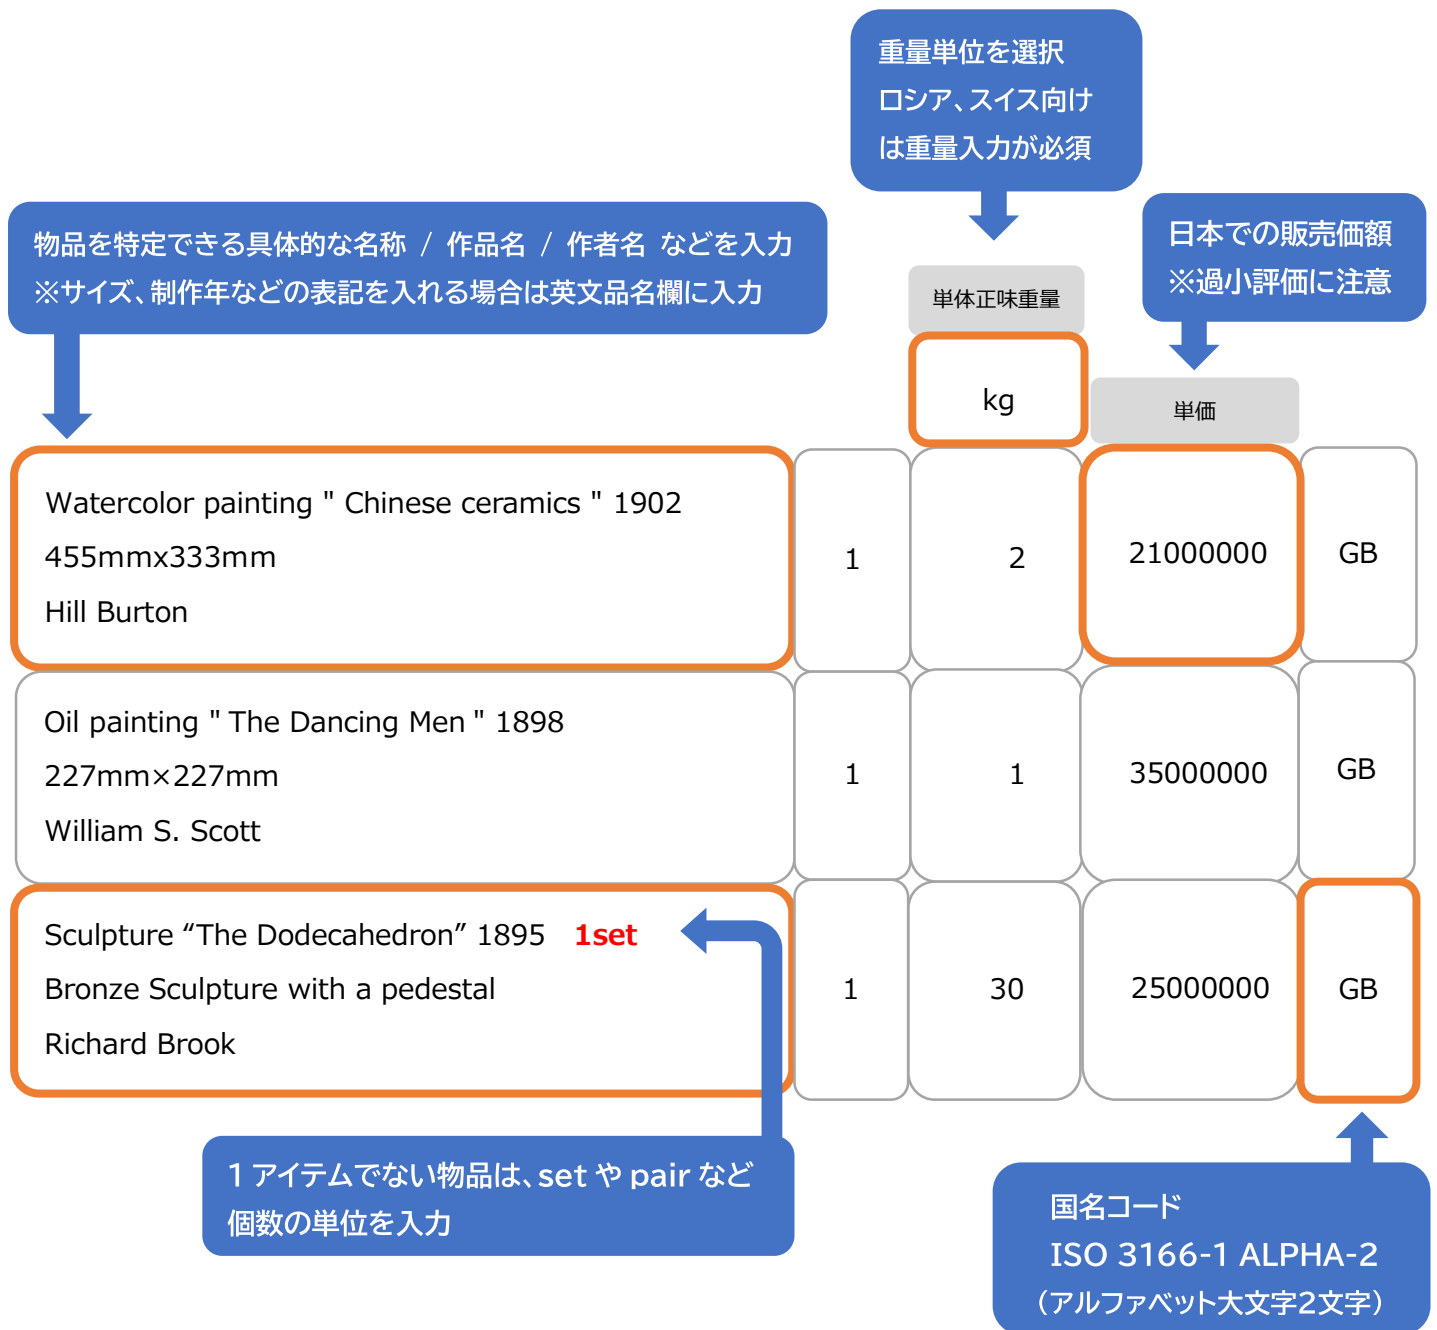 重量単位を選択
ロシア、スイス向け
は重量入力が必須
物品を特定できる具体的な名称 / 作品名 / 作者名 などを入力
※サイズ、制作年などの表記を入れる場合は英文品名欄に入力
日本での販売価額
※過小評価に注意
単体正味重量
kg
単価
Watercolor painting " Chinese ceramics " 1902
455mmx333mm
Hill Burton
1
2
21000000
GB
Oil painting " The Dancing Men " 1898
227mm×227mm
William S. Scott
1
1
35000000
GB
Sculpture “The Dodecahedron” 1895 1set
Bronze Sculpture with a pedestal
Richard Brook
1
30
25000000
GB
1 アイテムでない物品は、set や pair など
個数の単位を入力
国名コード
ISO 3166-1 ALPHA-2
（アルファベット大文字2文字）